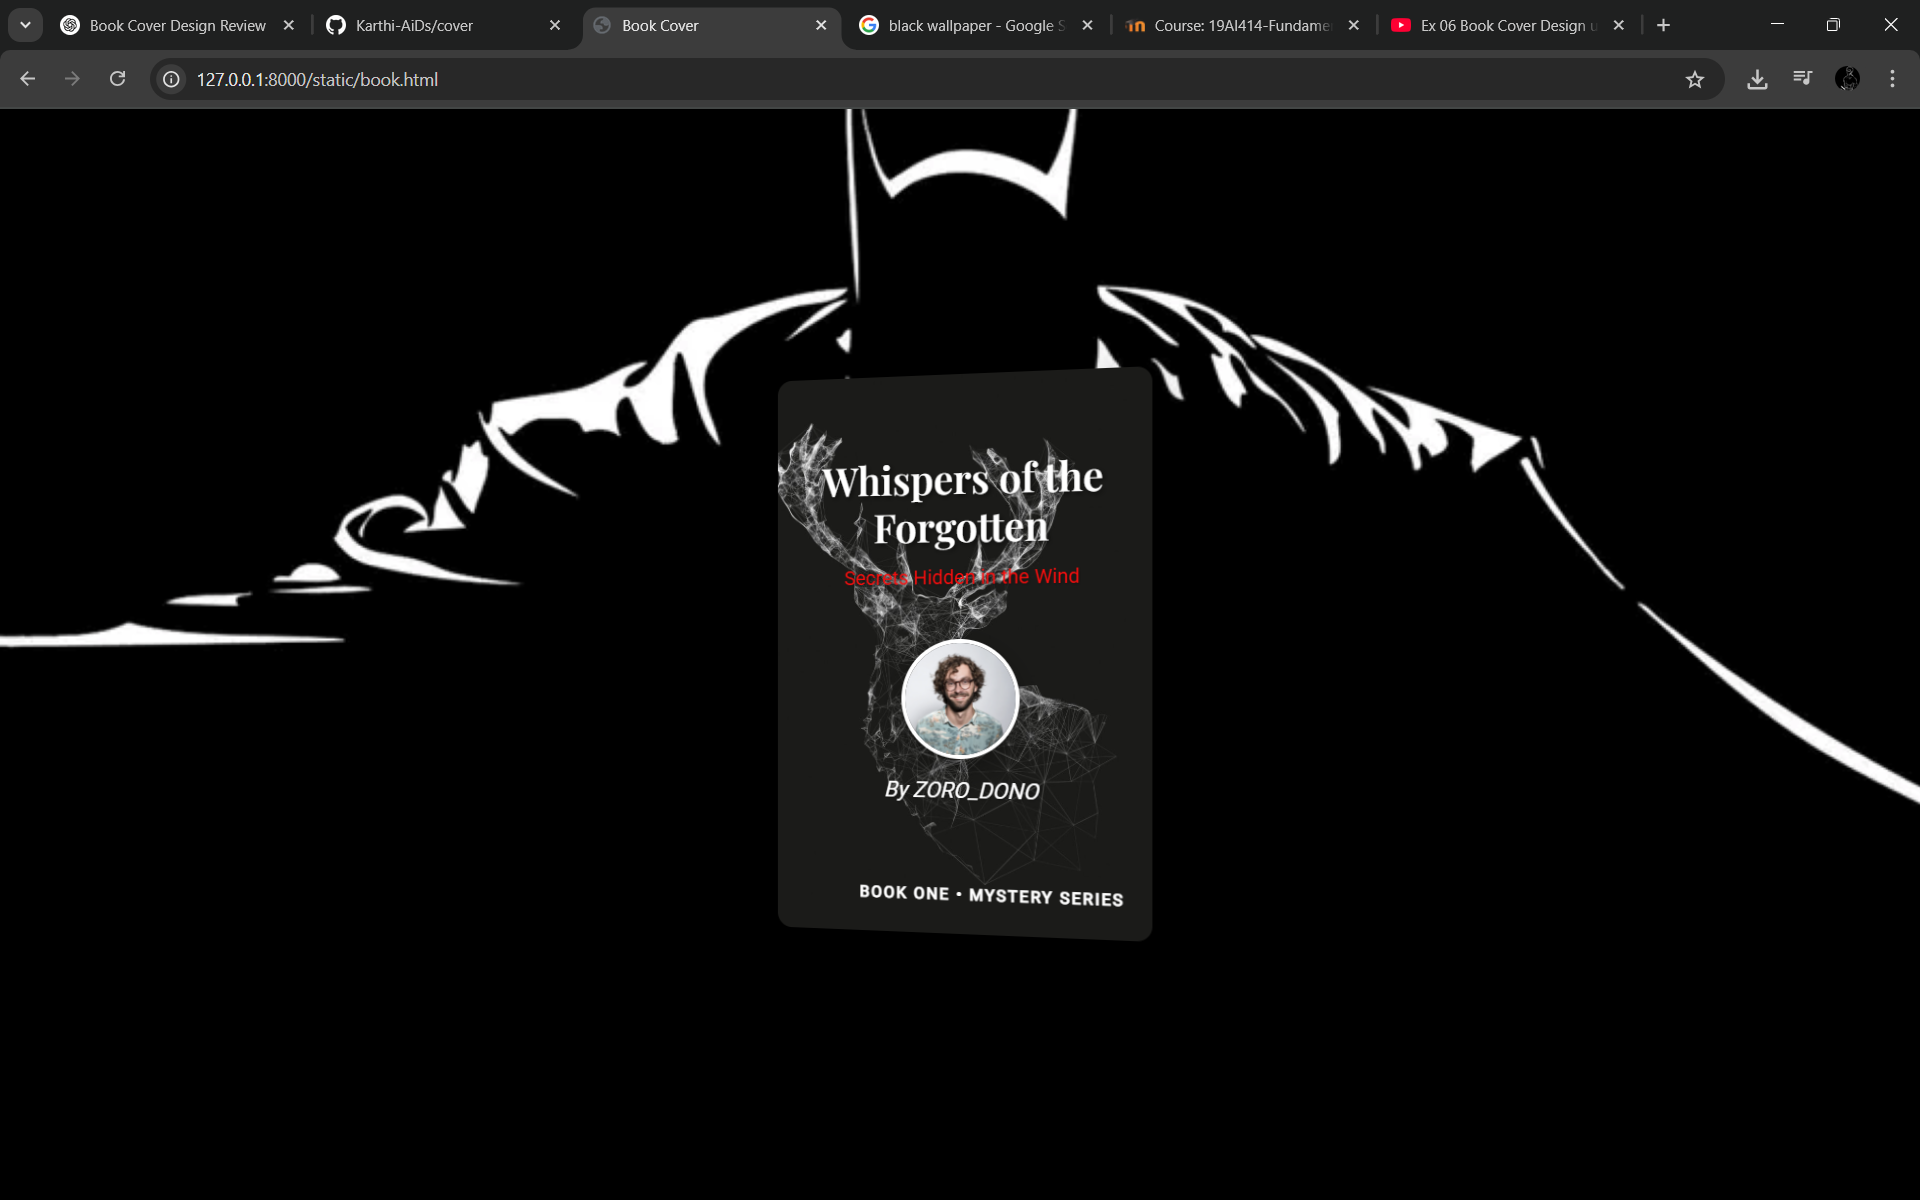 Book Cover Design Review
Karthi-AiDs/cover
Book Cover
black wallpaper - Google S
Course: 19AI414-Fundame
Ex 06 Book Cover Design u
127.0.0.1:8000/static/book.html
Whispers of the
Forgotten
Secrets Hidden in the Wind
By ZORO_DONO
BOOK ONE • MYSTERY SERIES